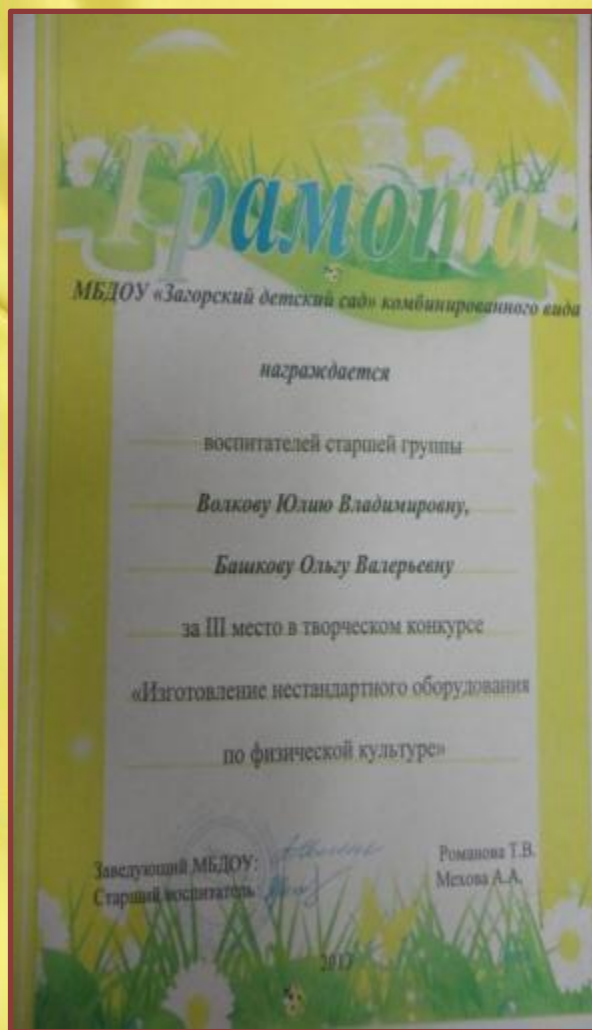 Грамота
МБДОУ «Загорский детский сад» комбинированного вида
награждается
воспитателей старшей группы
Волкову Юлию Владимировну,
Башкову Ольгу Валерьевну
за III место в творческом конкурсе
«Изготовление нестандартного оборудования
по физической культуре»
Заведующий МБДОУ: Романова Т.В.
Старший воспитатель Мехова А.А.